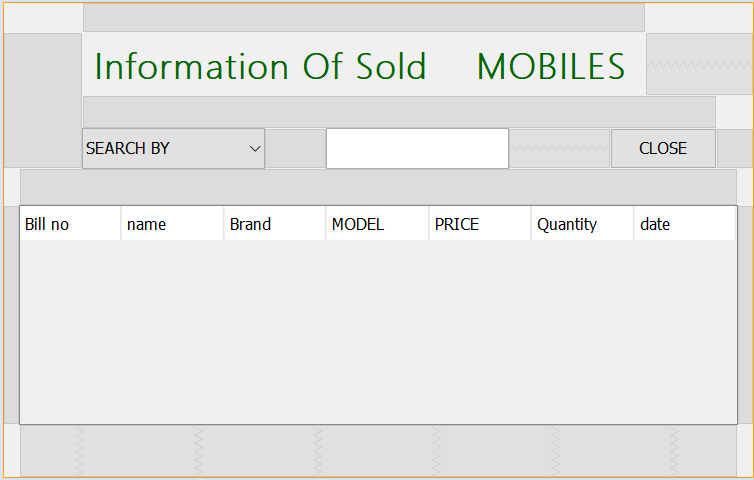 Information Of Sold MOBILES
SEARCH BY
CLOSE
Bill no name Brand MODEL PRICE Quantity date